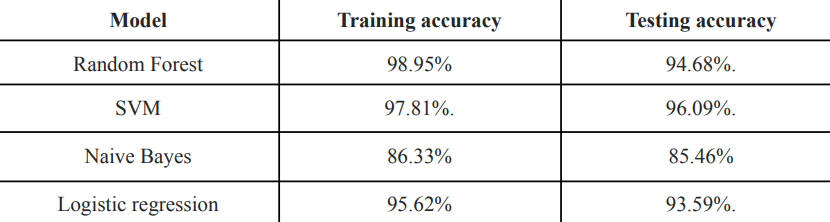 Model Training accuracy Testing accuracy
Random Forest 98.95% 94.68%.
SVM 97.81%. 96.09%.
Naive Bayes 86.33% 85.46%
Logistic regression 95.62% 93.59%.